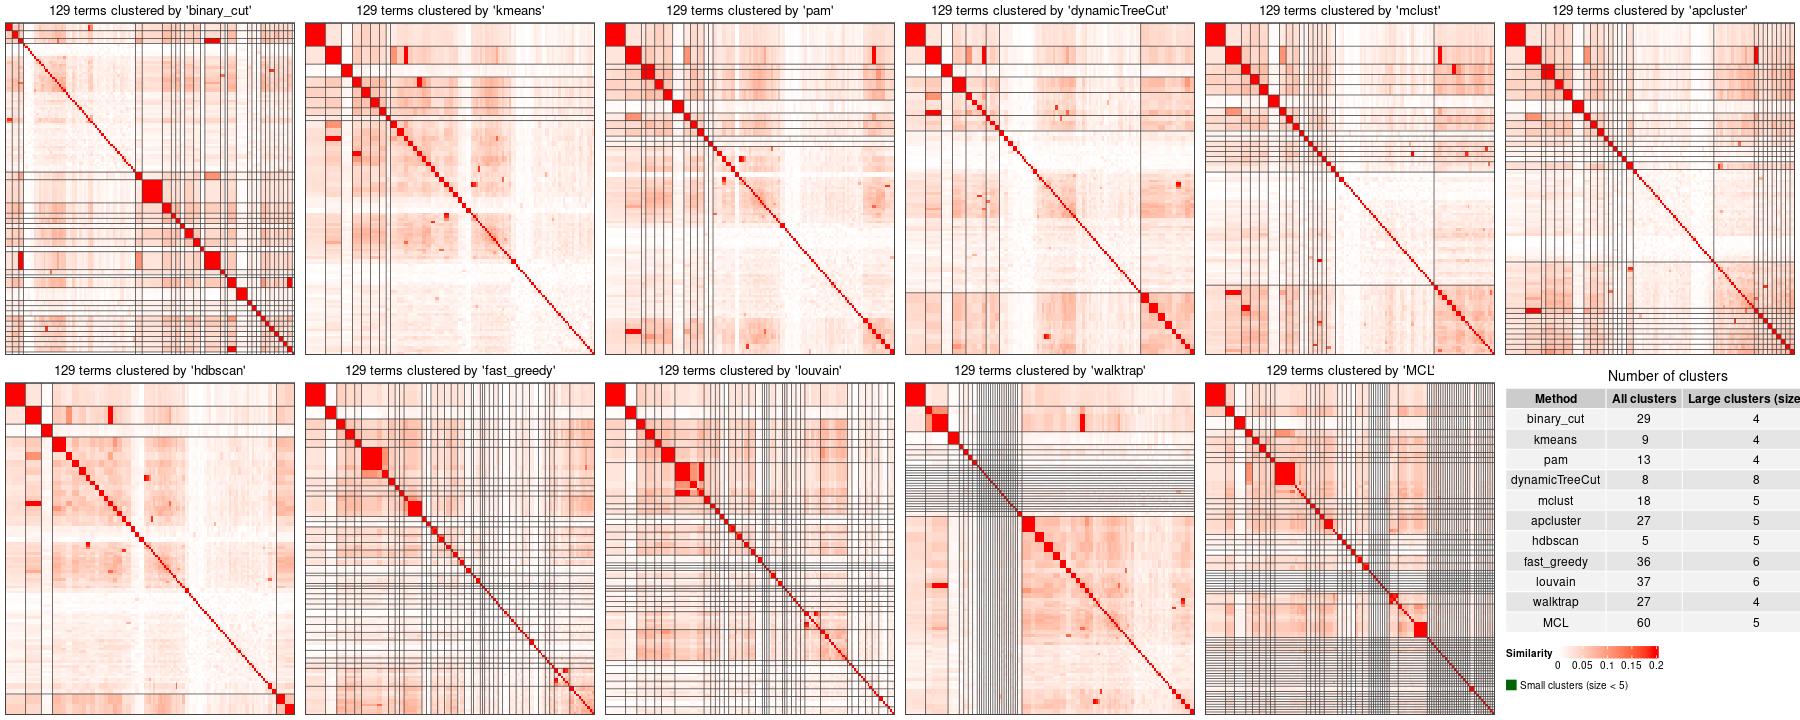 129 terms clustered by 'binary_cut'
129 terms clustered by 'kmeans'
129 terms clustered by 'pam'
129 terms clustered by 'dynamicTreeCut'
129 terms clustered by 'mclust'
129 terms clustered by 'apcluster'
129 terms clustered by 'hdbscan'
129 terms clustered by 'fast_greedy'
129 terms clustered by 'louvain'
129 terms clustered by 'walktrap'
129 terms clustered by 'MCL'
Number of clusters
Method All clusters Large clusters (size
binary_cut 29 4
kmeans 9 4
pam 13 4
dynamicTreeCut 8 8
mclust 18 5
apcluster 27 5
hdbscan 5 5
fast_greedy 36 6
louvain 37 6
walktrap 27 4
MCL 60 5
Similarity
0 0.05 0.1 0.15 0.2
Small clusters (size < 5)